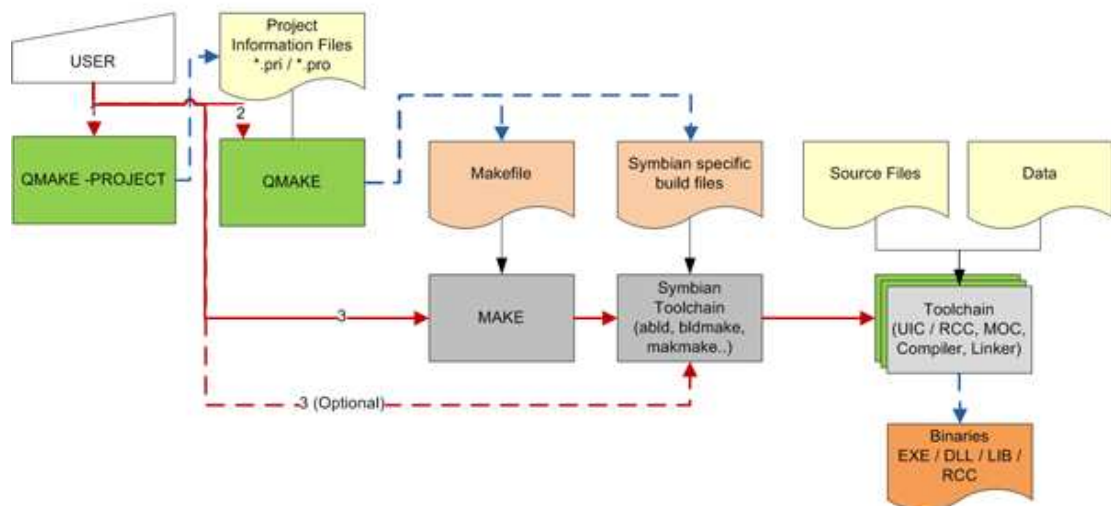 USER
Project
Information Files
*.pri / *.pro
2
QMAKE -PROJECT
QMAKE
Makefile
Symbian specific
build files
Source Files
Data
3
MAKE
Symbian
Toolchain
(abld, bldmake,
makmake..)
Toolchain
(UIC / RCC, MOC,
Compiler, Linker)
3 (Optional)
Binaries
EXE / DLL / LIB /
RCC